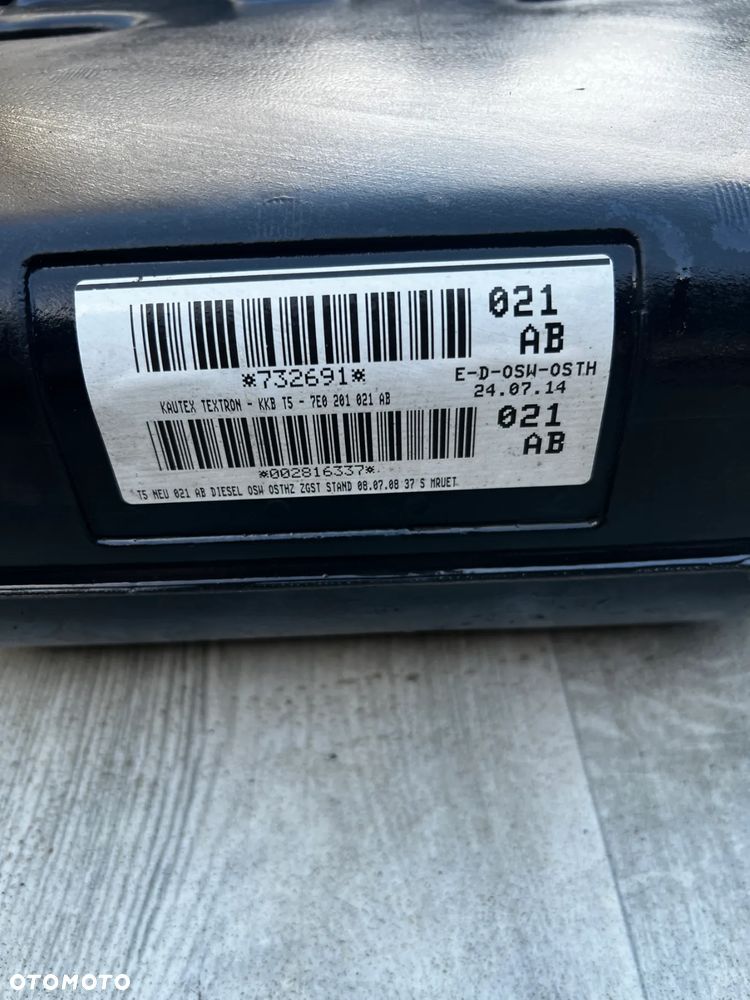 021
AB
*732691*
E-D-OSW-OSTH
24.07.14
KAUTEX TEXTRON - KKB T5 - 7E0 201 021 AB
021
AB
*002816337*
T5 NEU 021 AB DIESEL OSW OSTHZ ZGST STAND 08.07.08 37 S MRUET
OTOMOTO